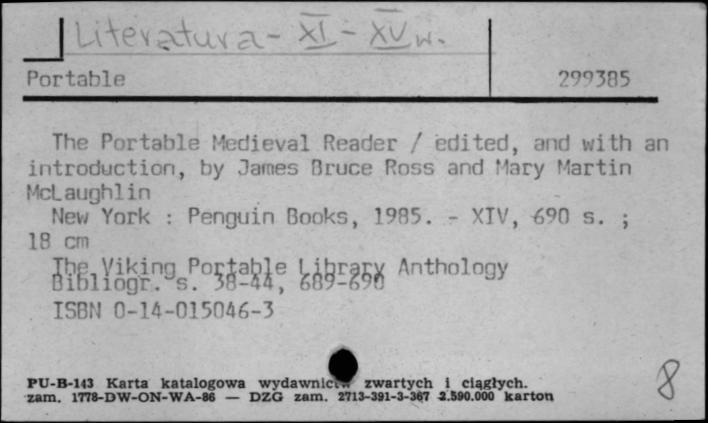 Literatura - XI - XV w.
Portable 299385
The Portable Medieval Reader / edited, and with an
introduction, by James Bruce Ross and Mary Martin
McLaughlin
New York : Penguin Books, 1985. - XIV, 690 s. ;
18 cm
The Viking Portable Library Anthology
Bibliogr. s. 38-44, 689-690
ISBN 0-14-015046-3
PU-B-143 Karta katalogowa wydawnictw zwartych i ciągłych.
zam. 1778-DW-ON-WA-86 — DZG zam. 2713-391-3-367 2.590.000 karton
8